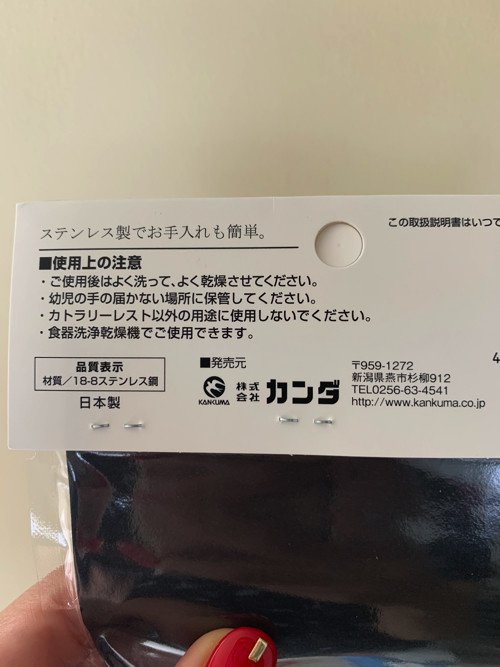 ステンレス製でお手入れも簡単。
この取扱説明書はいつで
■使用上の注意
・ご使用後はよく洗って、よく乾燥させてください。
・幼児の手の届かない場所に保管してください。
・カトラリーレスト以外の用途に使用しないでください。
・食器洗浄乾燥機でご使用できます。
品質表示
材質/18-8ステンレス鋼
日本製
■発売元
KANKUMA
株式会社 カンダ
〒959-1272
新潟県燕市杉柳912
TEL0256-63-4541
http://www.kankuma.co.jp
4